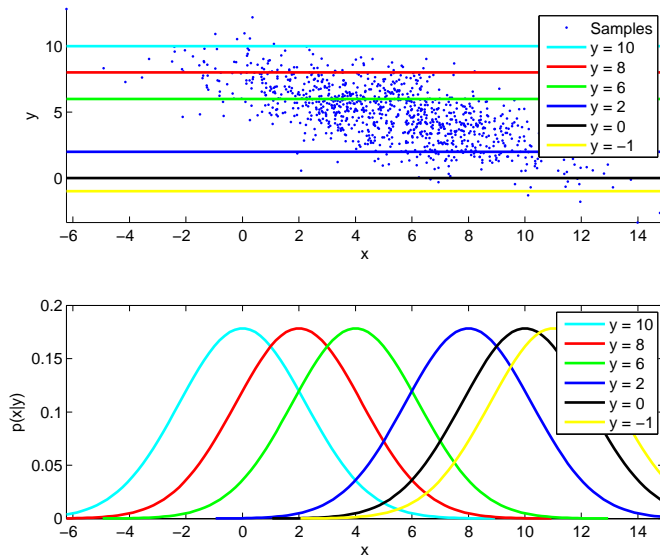 10
5
0
y
−6
−4
−2
0
2
4
6
8
10
12
14
x
Samples
y = 10
y = 8
y = 6
y = 2
y = 0
y = −1
0.2
0.15
0.1
0.05
0
p(x|y)
−6
−4
−2
0
2
4
6
8
10
12
14
x
y = 10
y = 8
y = 6
y = 2
y = 0
y = −1